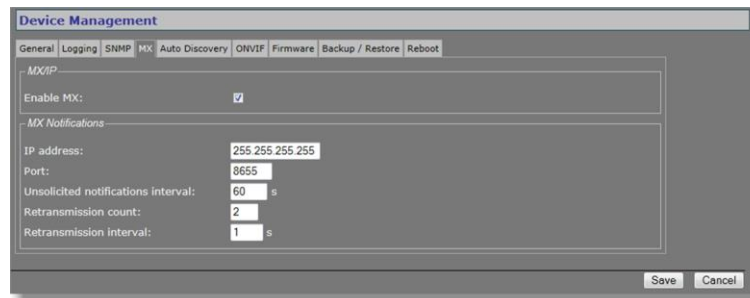 Device Management
General Logging SNMP MX Auto Discovery ONVIF Firmware Backup / Restore Reboot
MX/IP
Enable MX:
MX Notifications
IP address: 255.255.255.255
Port: 8655
Unsolicited notifications interval: 60 s
Retransmission count: 2
Retransmission interval: 1 s
Save Cancel